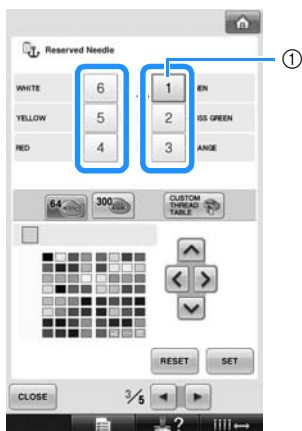 Reserved Needle
①
WHITE 6 1 EN
YELLOW 5 2 ISS GREEN
RED 4 3 ANGE
64 300 CUSTOM
THREAD
TABLE
RESET SET
CLOSE 3/5
?